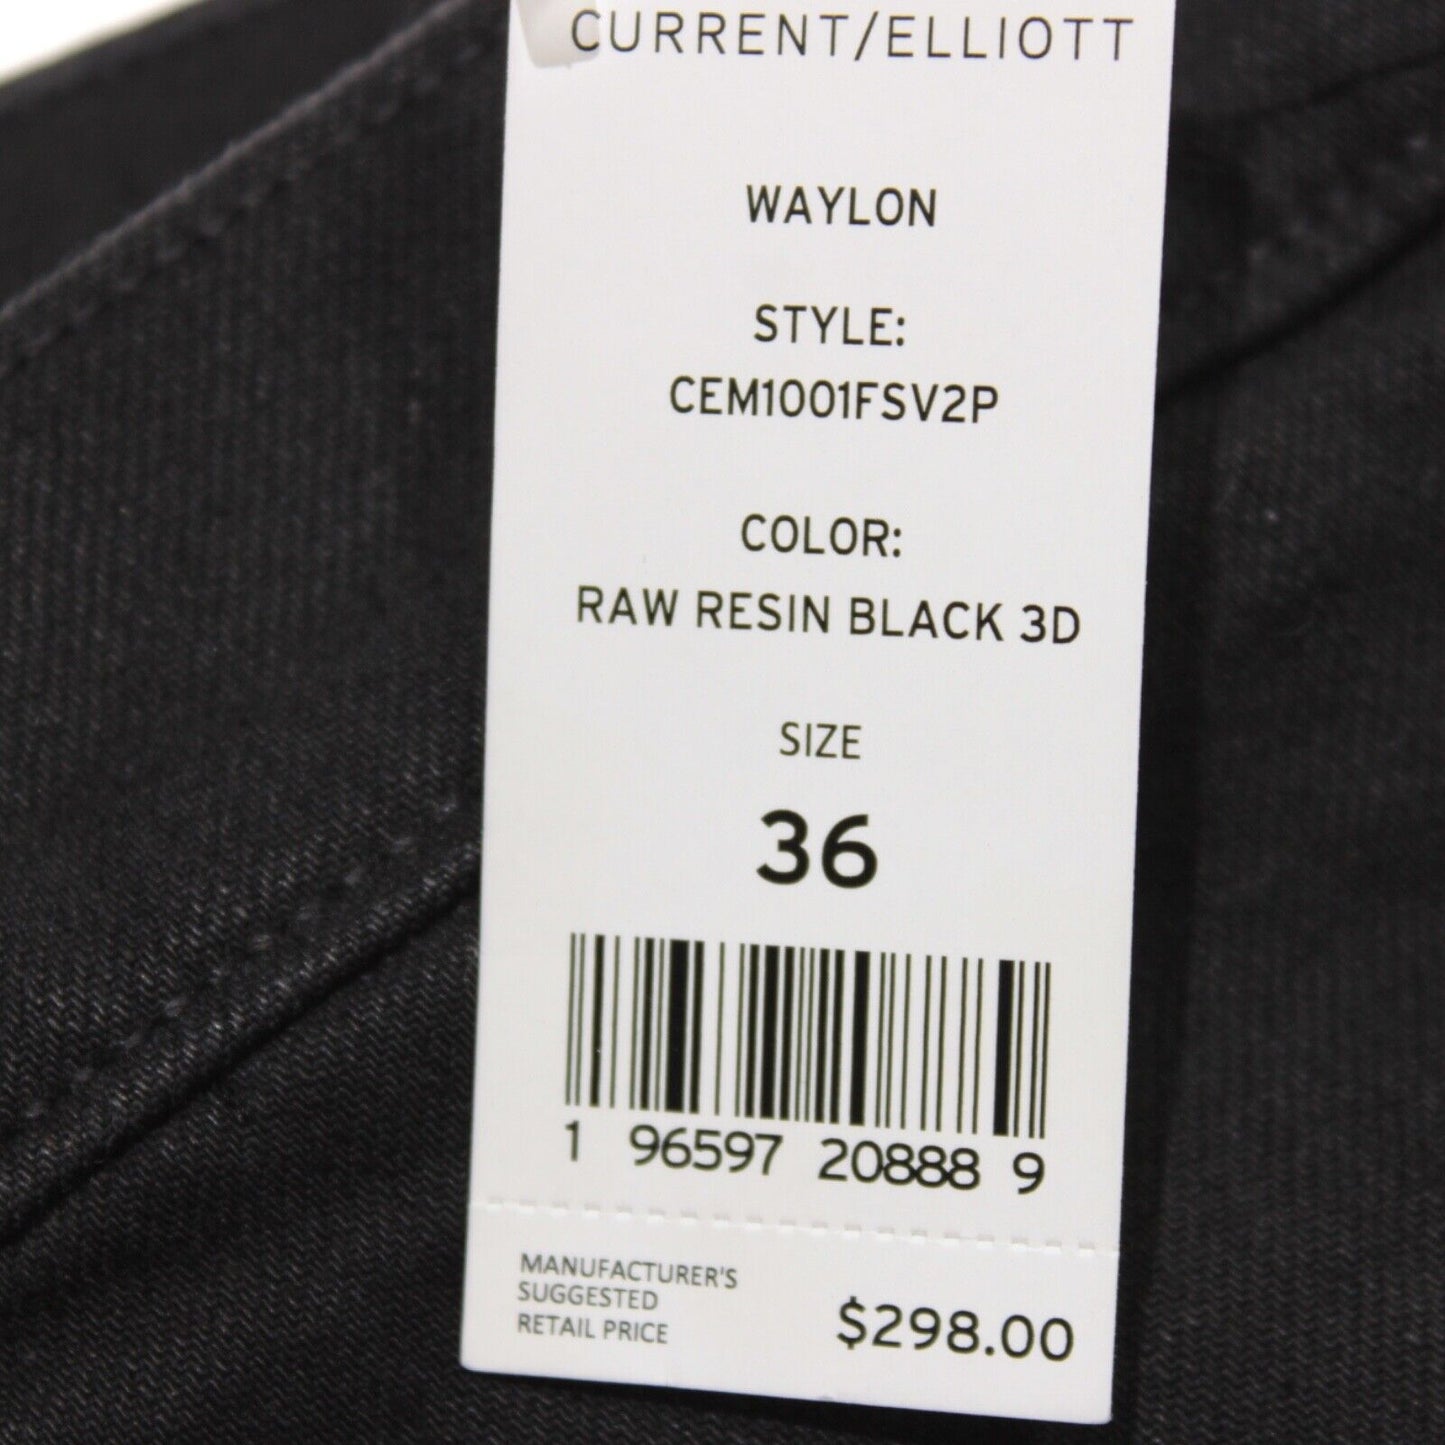 CURRENT/ELLIOTT
WAYLON
STYLE:
CEM1001FSV2P
COLOR:
RAW RESIN BLACK 3D
SIZE
36
1 96597 20888 9
MANUFACTURER'S
SUGGESTED
RETAIL PRICE
$298.00